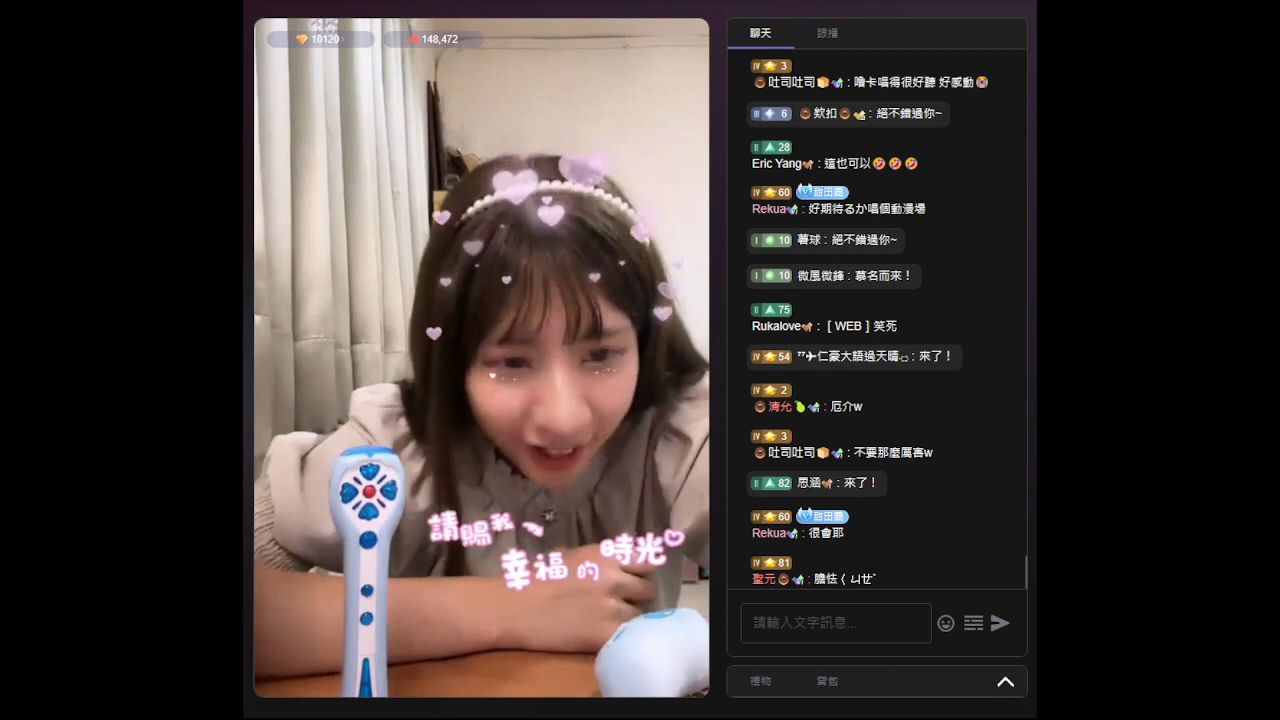 10120
148,472
請賜我
幸福的時光
聊天
跟播
IV 3
吐司吐司 : 嚕卡唱得很好聽 好感動
III 6 欸扣 : 絕不錯過你~
II 28
Eric Yang : 這也可以
IV 60 甜田圈
Rekua : 好期待るか唱個動漫場
I 10 薯球 : 絕不錯過你~
I 10 微風微鋒 : 慕名而來！
II 75
Rukalove : [ WEB ] 笑死
IV 54 仁豪大語過天晴 : 來了！
IV 2
清允 : 厄介w
IV 3
吐司吐司 : 不要那麼厲害w
II 82 思涵 : 來了！
IV 60 甜田圈
Rekua : 很會耶
IV 81
聖元 : 膽怯ㄑㄩㄝˋ
請輸入文字訊息...
禮物
背包